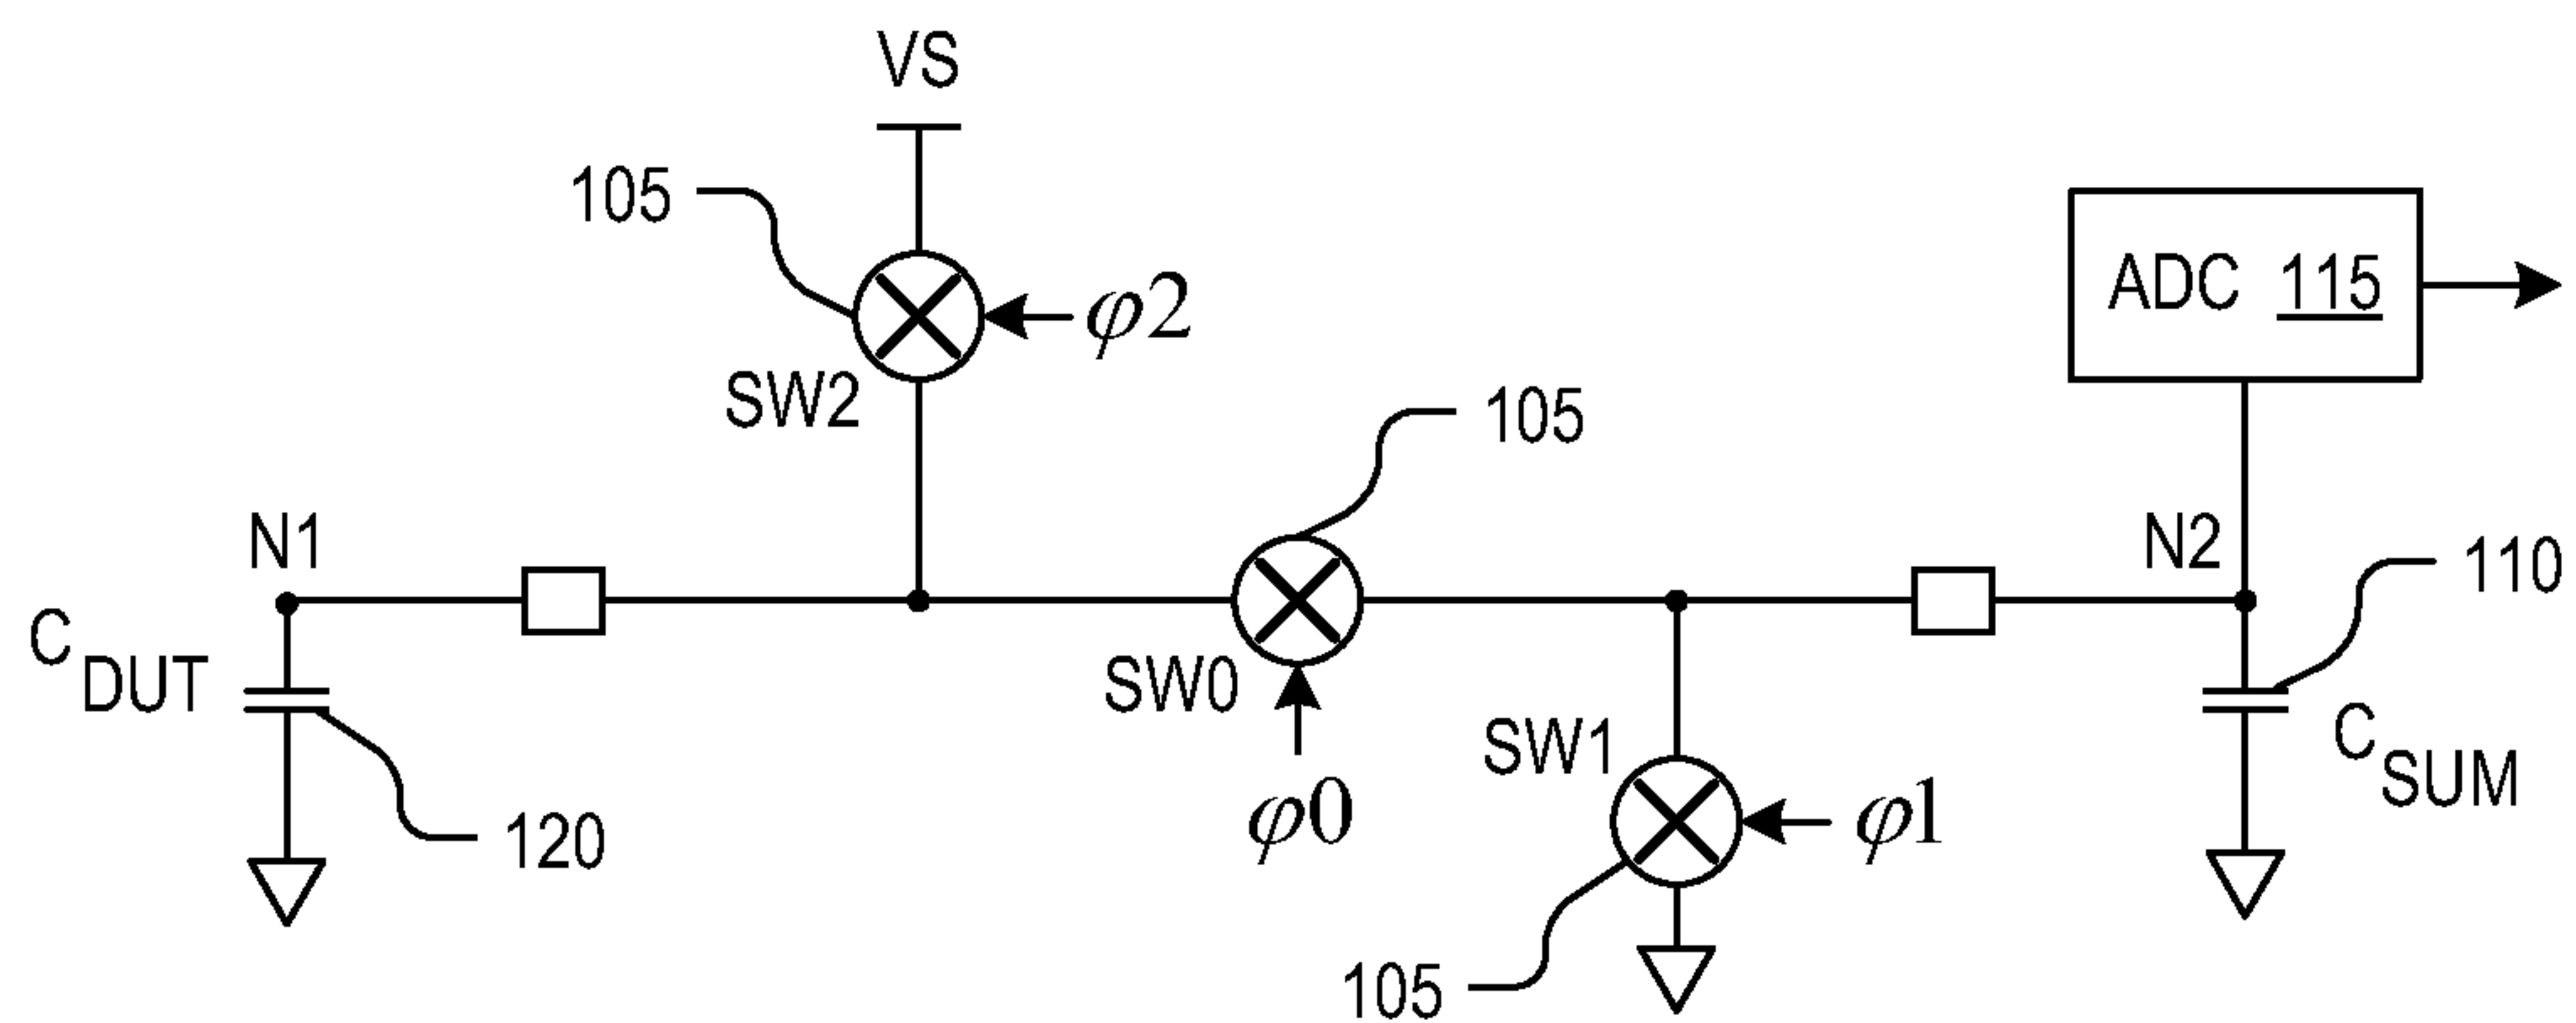 VS
105
φ2
SW2
ADC 115
105
N1
N2
110
C DUT
SW0
SW1
C SUM
φ0
φ1
120
105